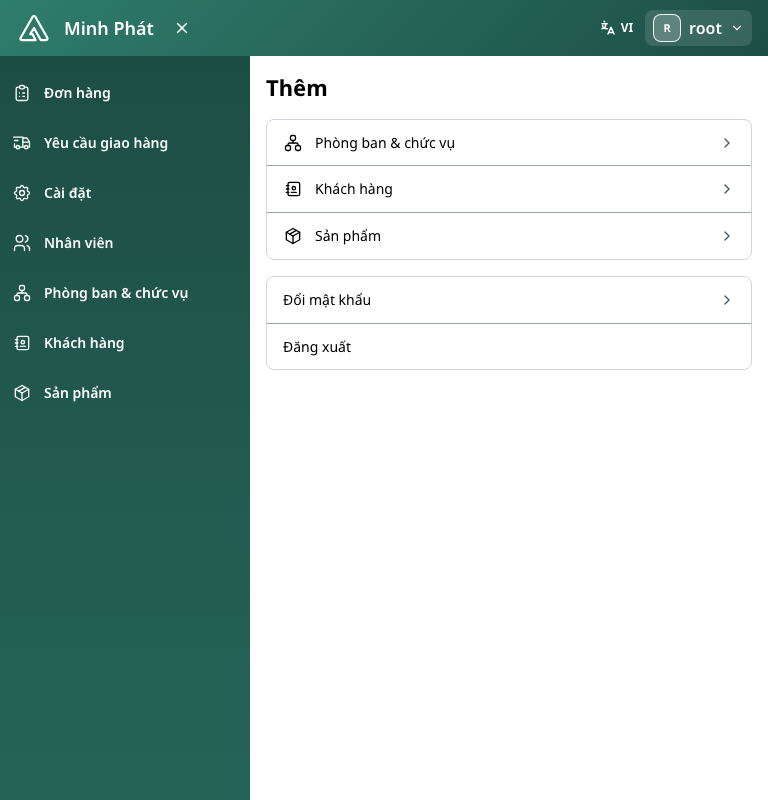 Minh Phát
VI
R
root
Đơn hàng
Yêu cầu giao hàng
Cài đặt
Nhân viên
Phòng ban & chức vụ
Khách hàng
Sản phẩm
Thêm
Phòng ban & chức vụ
Khách hàng
Sản phẩm
Đổi mật khẩu
Đăng xuất